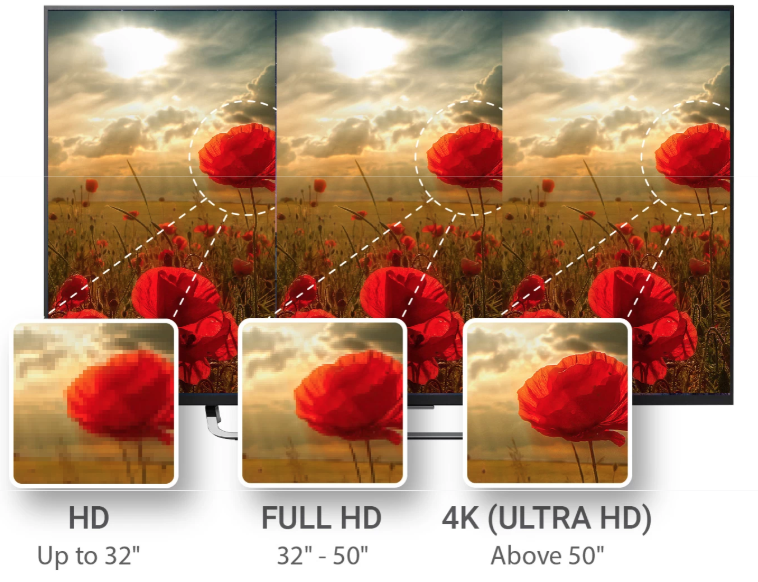 HD
Up to 32"
FULL HD
32" - 50"
4K (ULTRA HD)
Above 50"